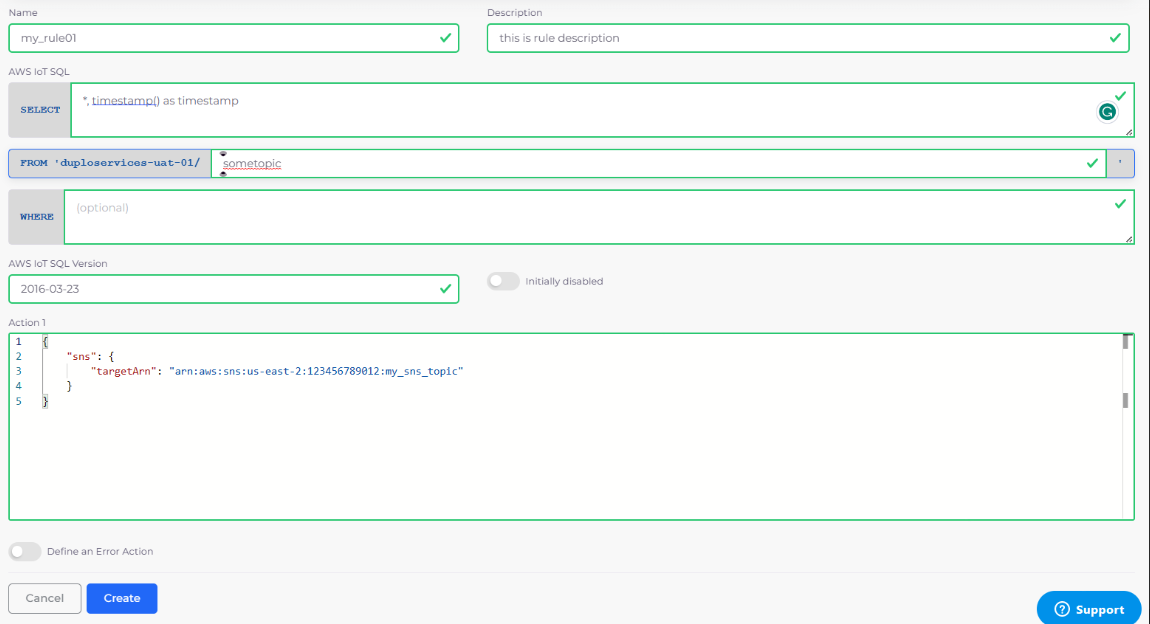 Name
Description
my_rule01
this is rule description
AWS IoT SQL
SELECT
*, timestamp() as timestamp
FROM 'duploservices-uat-01/
sometopic
'
WHERE
(optional)
AWS IoT SQL Version
2016-03-23
Initially disabled
Action 1
1 {
2 "sns": {
3 "targetArn": "arn:aws:sns:us-east-2:123456789012:my_sns_topic"
4 }
5 }
Define an Error Action
Cancel
Create
Support